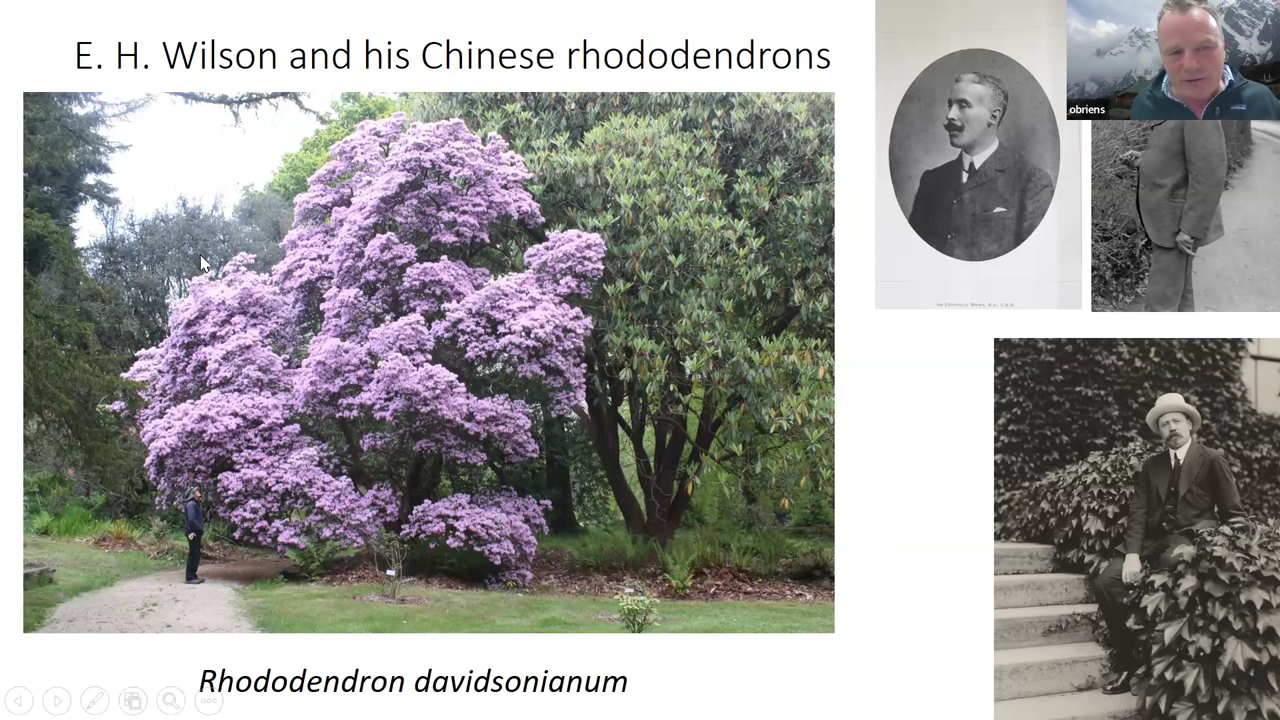 E. H. Wilson and his Chinese rhododendrons
obriens
Rhododendron davidsonianum